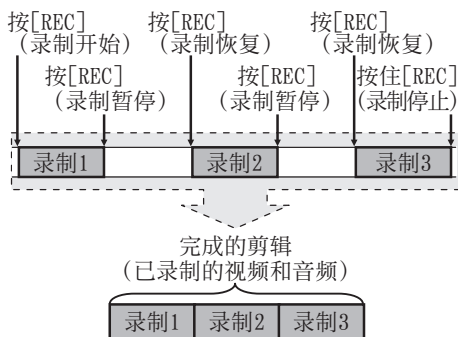 按[REC]
(录制开始)
按[REC]
(录制恢复)
按[REC]
(录制恢复)
按[REC]
(录制暂停)
按[REC]
(录制暂停)
按住[REC]
(录制停止)
录制1
录制2
录制3
完成的剪辑
(已录制的视频和音频)
录制1
录制2
录制3